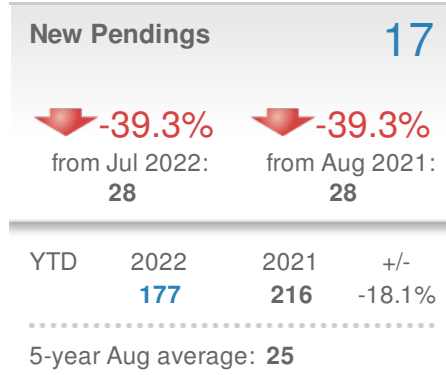 New Pendings 17
-39.3% -39.3%
from Jul 2022: from Aug 2021:
28 28
YTD 2022 2021 +/-
177 216 -18.1%
5-year Aug average: 25